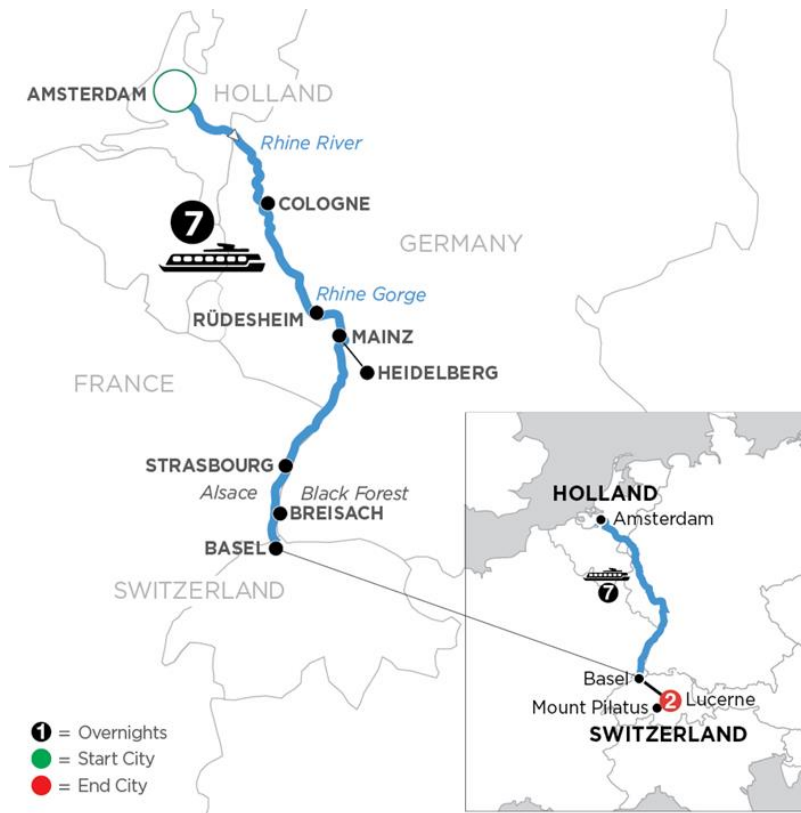 AMSTERDAM
HOLLAND
Rhine River
COLOGNE
7
GERMANY
Rhine Gorge
RÜDESHEIM
MAINZ
HEIDELBERG
FRANCE
STRASBOURG
Alsace
Black Forest
BREISACH
BASEL
SWITZERLAND
HOLLAND
Amsterdam
7
Basel
2
Lucerne
Mount Pilatus
SWITZERLAND
1 = Overnights
= Start City
= End City